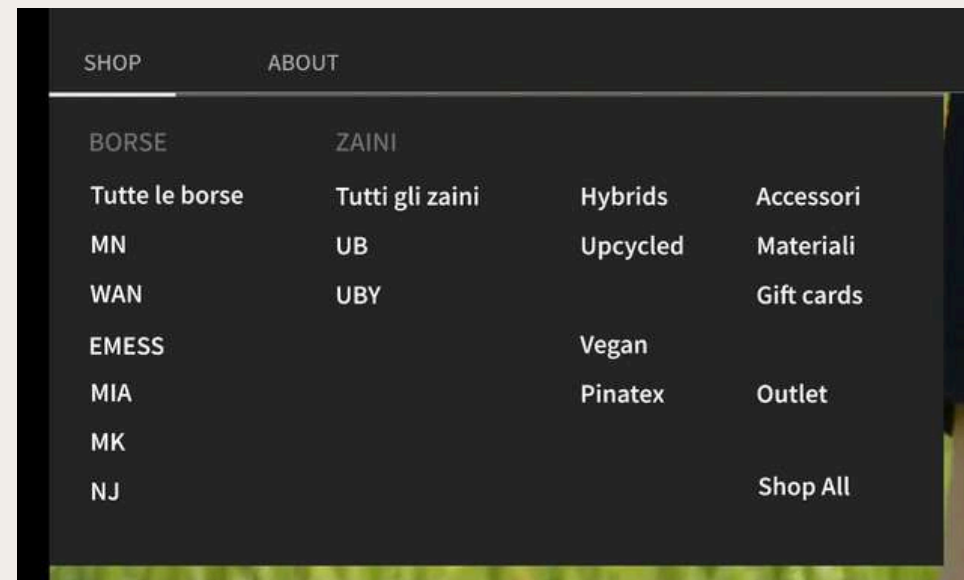 SHOP
ABOUT
BORSE
Tutte le borse
MN
WAN
EMESS
MIA
MK
NJ
ZAINI
Tutti gli zaini
UB
UBY
Hybrids
Upcycled
Vegan
Pinatex
Accessori
Materiali
Gift cards
Outlet
Shop All